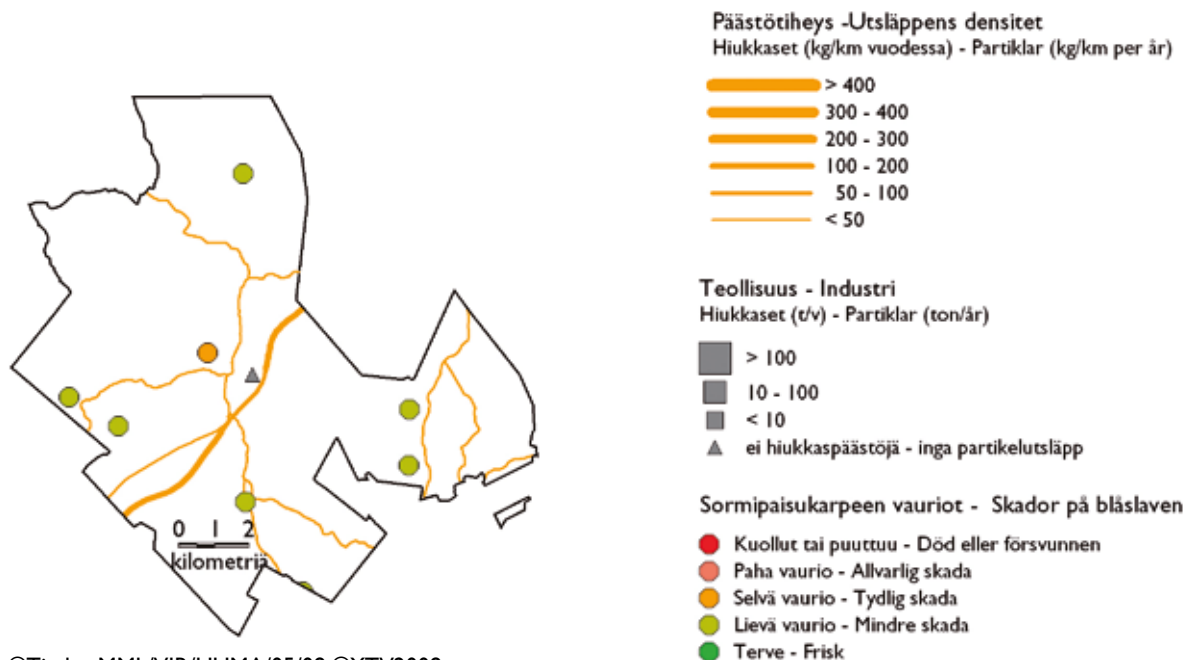 Päästötiheys -Utsläppens densitet
Hiukkaset (kg/km vuodessa) - Partiklar (kg/km per år)
> 400
300 - 400
200 - 300
100 - 200
50 - 100
< 50
Teollisuus - Industri
Hiukkaset (t/v) - Partiklar (ton/år)
> 100
10 - 100
< 10
ei hiukkaspäästöjä - inga partikelutsläpp
Sormipaisukarpeen vauriot - Skador på blåslaven
Kuollut tai puuttuu - Död eller försvunnen
Paha vaurio - Allvarlig skada
Selvä vaurio - Tydlig skada
Lievä vaurio - Mindre skada
Terve - Frisk
0 1 2
kilometriä